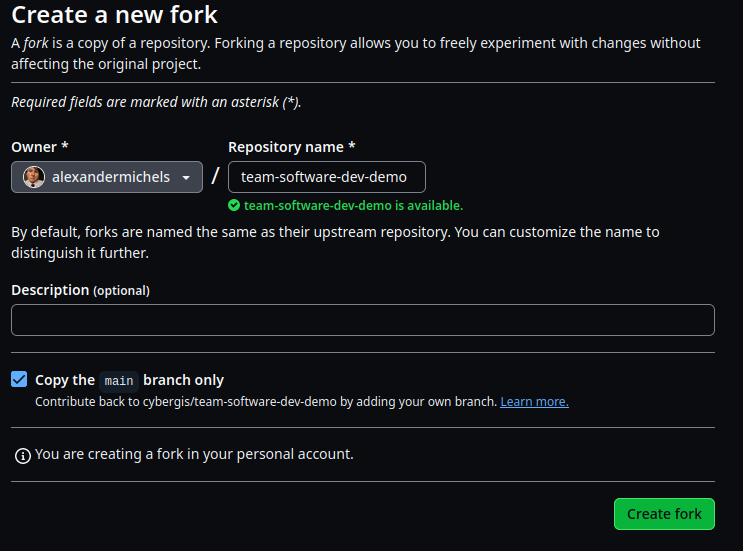 Create a new fork
A fork is a copy of a repository. Forking a repository allows you to freely experiment with changes without
affecting the original project.
Required fields are marked with an asterisk (*).
Owner * Repository name *
alexandermichels / team-software-dev-demo
team-software-dev-demo is available.
By default, forks are named the same as their upstream repository. You can customize the name to
distinguish it further.
Description (optional)
Copy the main branch only
Contribute back to cybergis/team-software-dev-demo by adding your own branch. Learn more.
You are creating a fork in your personal account.
Create fork